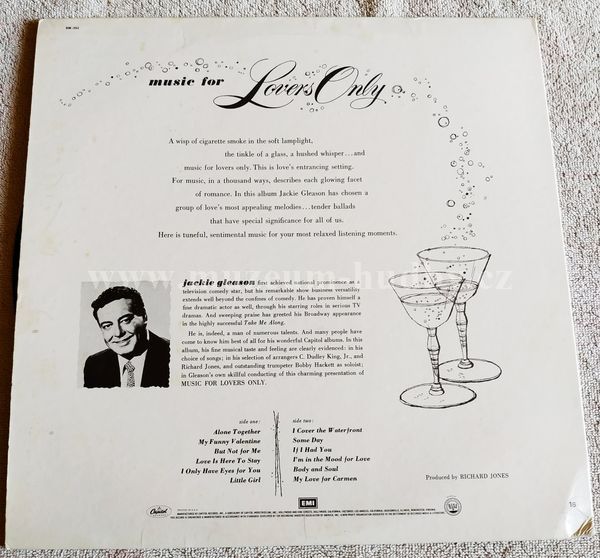 music for Lovers Only
A wisp of cigarette smoke in the soft lamplight,
the tinkle of a glass, a hushed whisper...and
music for lovers only. This is love's entrancing setting.
For music, in a thousand ways, describes each glowing facet
of romance. In this album Jackie Gleason has chosen a
group of love's most appealing melodies...tender ballads
that have special significance for all of us.
Here is tuneful, sentimental music for your most relaxed listening moments.
jackie gleason first achieved national prominence as a
television comedy star, but his remarkable show business versatility
extends well beyond the confines of comedy. He has proven himself a
fine dramatic actor as well, through his starring roles in serious TV
dramas. And sweeping praise has greeted his Broadway appearance
in the highly successful Take Me Along.
He is, indeed, a man of numerous talents. And many people have
come to know him best of all for his wonderful Capitol albums. In this
album, his fine musical taste and feeling are clearly evidenced: in his
choice of songs; in his selection of arrangers C. Dudley King, Jr., and
Richard Jones, and outstanding trumpeter Bobby Hackett as soloist;
in Gleason's own skillful conducting of this charming presentation of
MUSIC FOR LOVERS ONLY.
side one:
Alone Together
My Funny Valentine
But Not for Me
Love Is Here To Stay
I Only Have Eyes for You
Little Girl
side two:
I Cover the Waterfront
Some Day
If I Had You
I'm in the Mood for Love
Body and Soul
My Love for Carmen
Produced by RICHARD JONES
Capitol
EMI
16